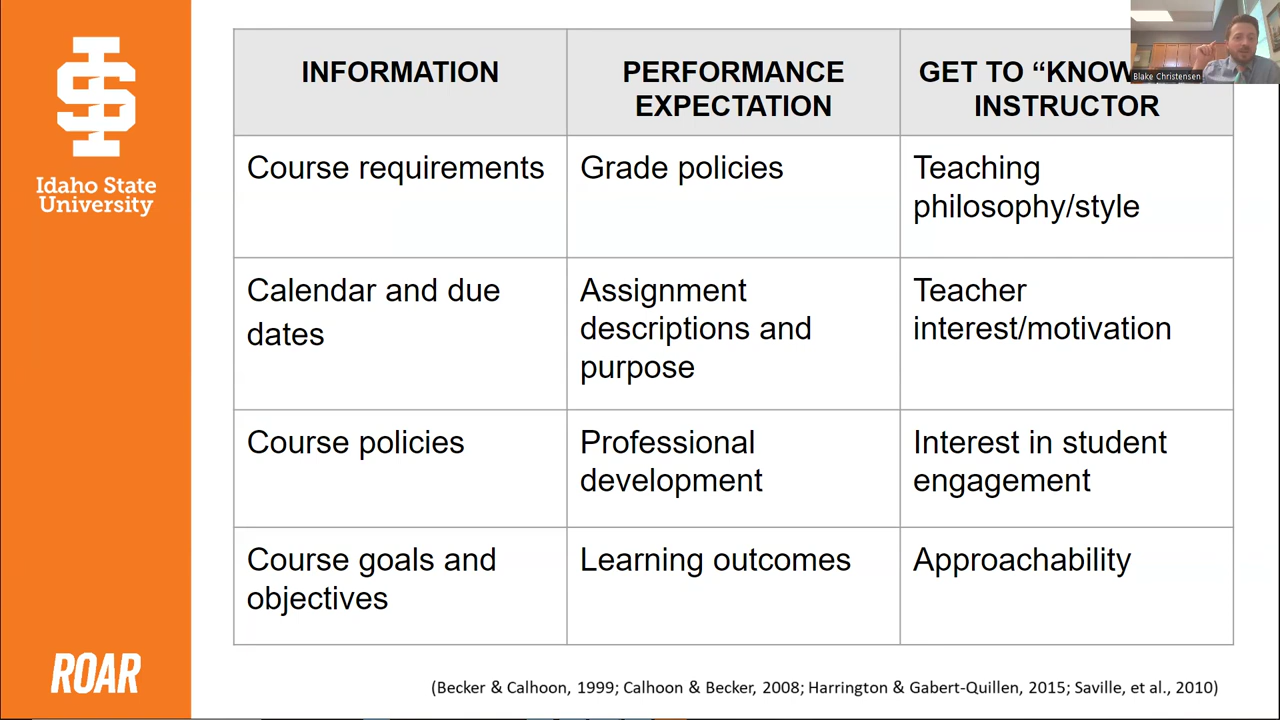 Idaho State
University
ROAR
INFORMATION
PERFORMANCE
EXPECTATION
GET TO “KNOW
INSTRUCTOR
Blake Christensen
Course requirements
Grade policies
Teaching
philosophy/style
Calendar and due
dates
Assignment
descriptions and
purpose
Teacher
interest/motivation
Course policies
Professional
development
Interest in student
engagement
Course goals and
objectives
Learning outcomes
Approachability
(Becker & Calhoon, 1999; Calhoon & Becker, 2008; Harrington & Gabert-Quillen, 2015; Saville, et al., 2010)